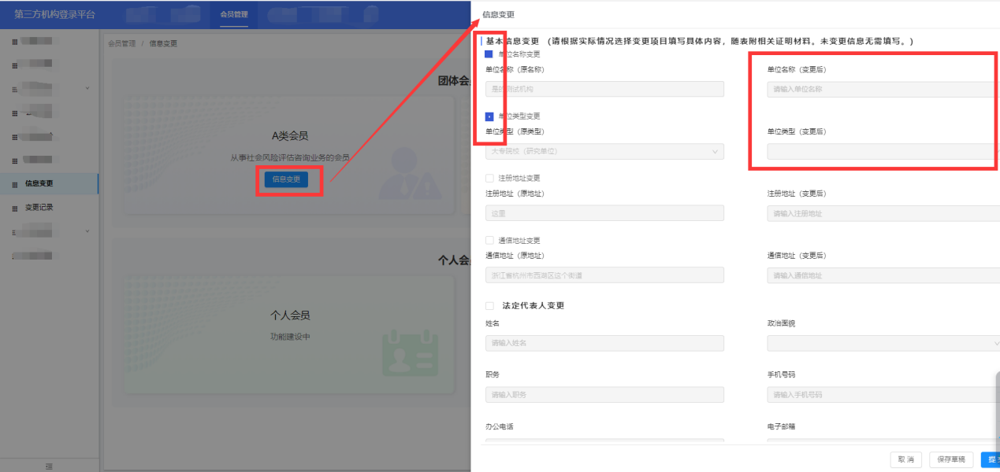 第三方机构登录平台
会员管理
会员管理 / 信息变更
信息变更
变更记录
团体会
A类会员
从事社会风险评估咨询业务的会员
信息变更
个人会
个人会员
功能建设中
信息变更
基本信息变更 (请根据实际情况选择变更项目填写具体内容，随表附相关证明材料。未变更信息无需填写。)
单位名称变更
单位名称（原名称）
单位名称（变更后）
是的测试机构
请输入单位名称
单位类型变更
单位类型（原类型）
单位类型（变更后）
大专院校（研究单位）
注册地址变更
注册地址（原地址）
注册地址（变更后）
这里
请输入注册地址
通信地址变更
通信地址（原地址）
通信地址（变更后）
浙江省杭州市西湖区这个街道
请输入通信地址
法定代表人变更
姓名
政治面貌
请输入姓名
职务
手机号码
请输入职务
请输入手机号码
办公电话
电子邮箱
取 消
保存草稿
提